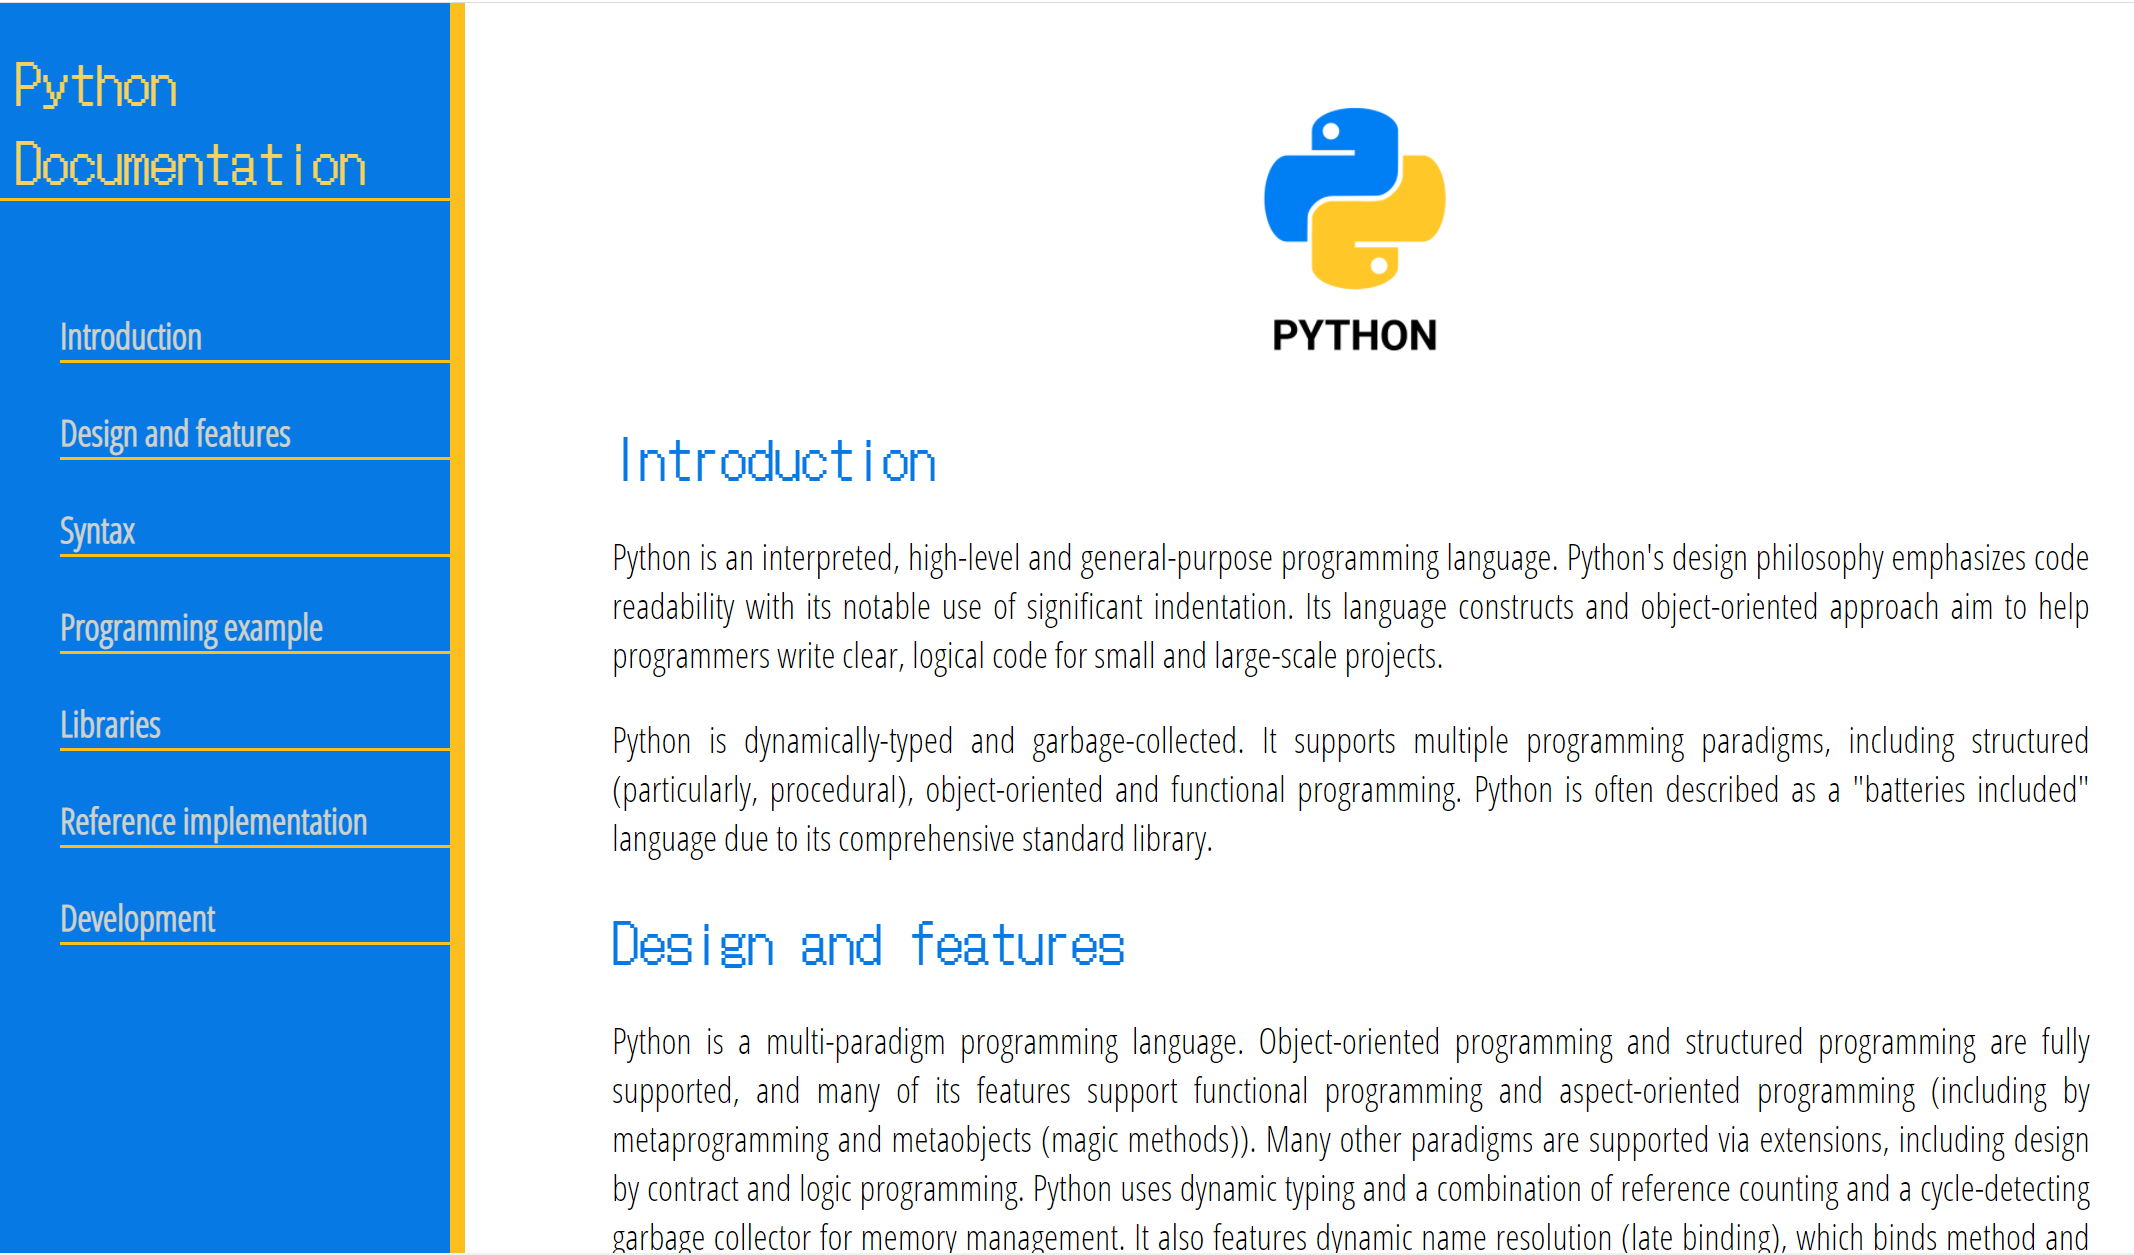 Python
Documentation
Introduction
Design and features
Syntax
Programming example
Libraries
Reference implementation
Development
PYTHON
Introduction
Python is an interpreted, high-level and general-purpose programming language. Python's design philosophy emphasizes code
readability with its notable use of significant indentation. Its language constructs and object-oriented approach aim to help
programmers write clear, logical code for small and large-scale projects.
Python is dynamically-typed and garbage-collected. It supports multiple programming paradigms, including structured
(particularly, procedural), object-oriented and functional programming. Python is often described as a "batteries included"
language due to its comprehensive standard library.
Design and features
Python is a multi-paradigm programming language. Object-oriented programming and structured programming are fully
supported, and many of its features support functional programming and aspect-oriented programming (including by
metaprogramming and metaobjects (magic methods)). Many other paradigms are supported via extensions, including design
by contract and logic programming. Python uses dynamic typing and a combination of reference counting and a cycle-detecting
garbage collector for memory management. It also features dynamic name resolution (late binding), which binds method and